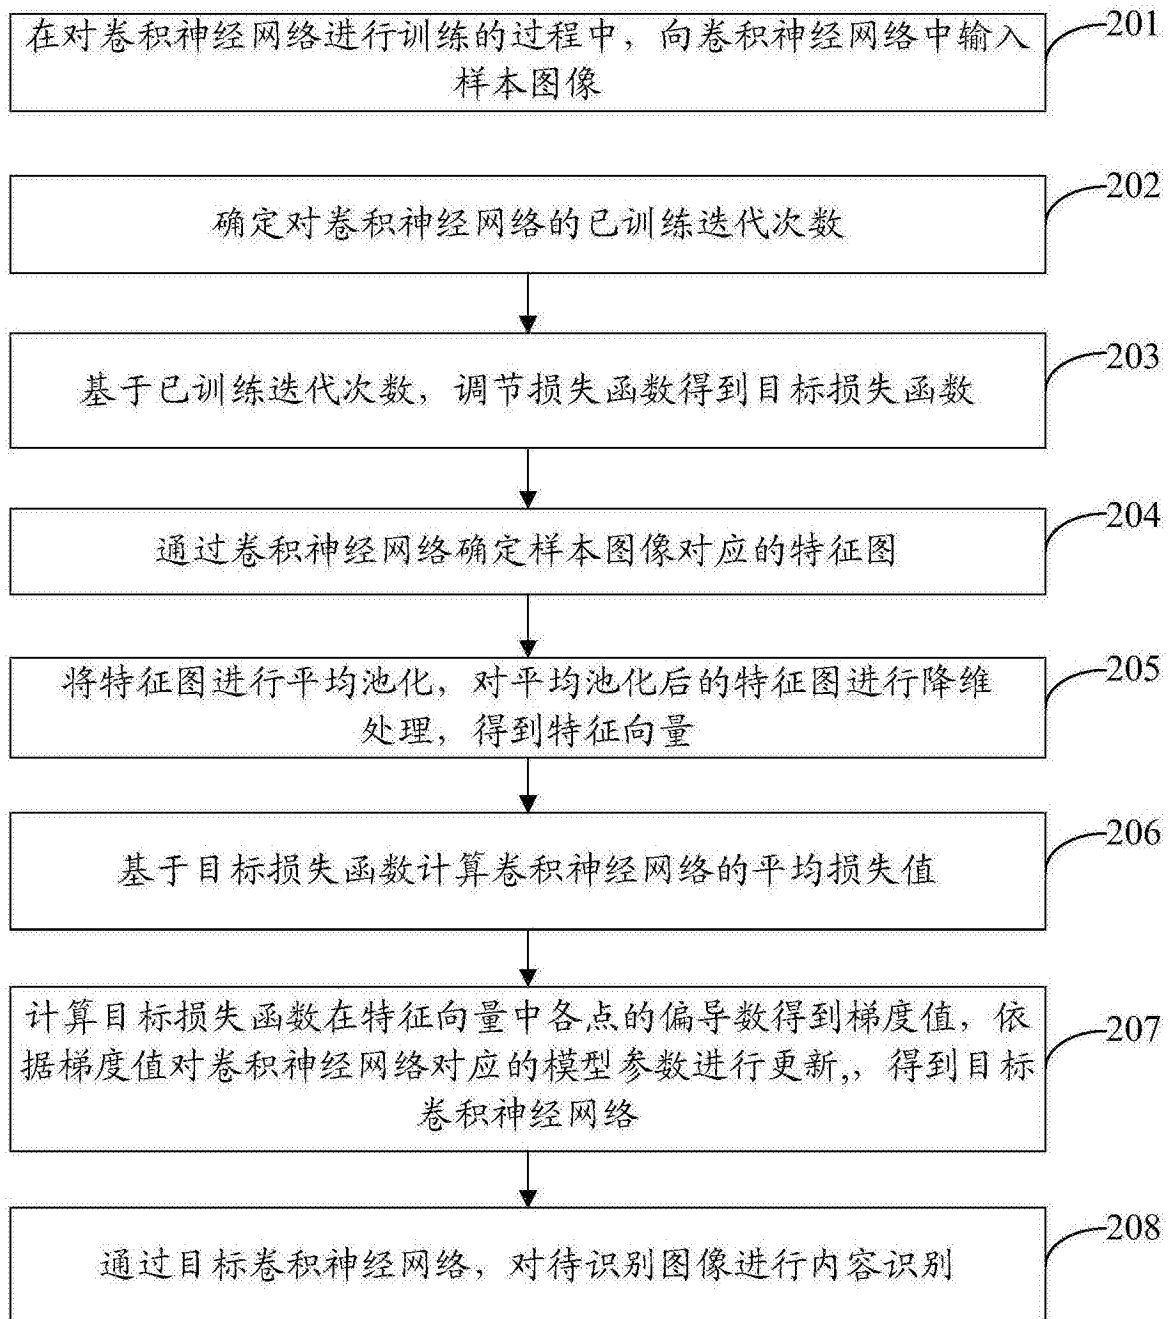 在对卷积神经网络进行训练的过程中，向卷积神经网络中输入
样本图像
201
确定对卷积神经网络的已训练迭代次数
202
基于已训练迭代次数，调节损失函数得到目标损失函数
203
通过卷积神经网络确定样本图像对应的特征图
204
将特征图进行平均池化，对平均池化后的特征图进行降维
处理，得到特征向量
205
基于目标损失函数计算卷积神经网络的平均损失值
206
计算目标损失函数在特征向量中各点的偏导数得到梯度值，依
据梯度值对卷积神经网络对应的模型参数进行更新,，得到目标
卷积神经网络
207
通过目标卷积神经网络，对待识别图像进行内容识别
208